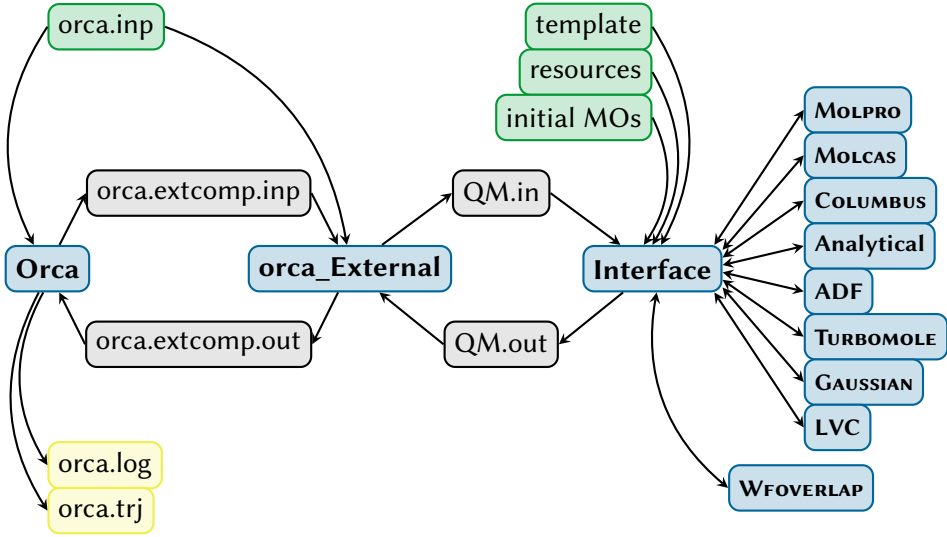 orca.inp
template
resources
initial MOs
MOLPRO
MOLCAS
COLUMBUS
Analytical
ADF
TURBOMOLE
GAUSSIAN
LVC
WFOVERLAP
orca.extcomp.inp
QM.in
Orca
orca_External
Interface
orca.extcomp.out
QM.out
orca.log
orca.trj